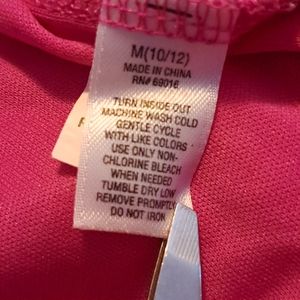 M(10/12)
MADE IN CHINA
RN# 69016
TURN INSIDE OUT
MACHINE WASH COLD
GENTLE CYCLE
WITH LIKE COLORS
USE ONLY NON-
CHLORINE BLEACH
WHEN NEEDED
TUMBLE DRY LOW
REMOVE PROMPTLY
DO NOT IRON